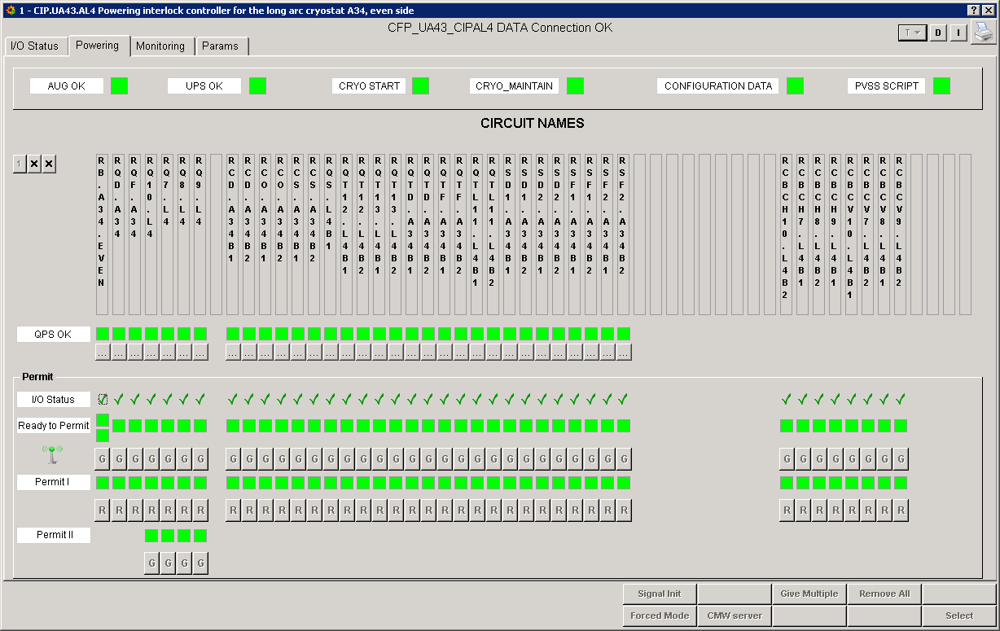 1 - CIP.UA43.AL4 Powering interlock controller for the long arc cryostat A34, even side
CFP_UA43_CIPAL4 DATA Connection OK
T D I
I/O Status Powering Monitoring Params
AUG OK UPS OK CRYO START CRYO_MAINTAIN CONFIGURATION DATA PVSS SCRIPT
CIRCUIT NAMES
1
RB.A34.EVEN
RQD.A34
RQF.A34
RQ10.L4
RQ7.L4
RQ8.L4
RQ9.L4
RCD.A34B1
RCD.A34B2
RCO.A34B1
RCO.A34B2
RCS.A34B1
RCS.A34B2
RQS.L4B1
RQT12.L4B1
RQT12.L4B2
RQT13.L4B1
RQT13.L4B2
RQTD.A34B1
RQTD.A34B2
RQTF.A34B1
RQTF.A34B2
RQTL11.L4B1
RQTL11.L4B2
RSD1.A34B1
RSD1.A34B2
RSD2.A34B1
RSD2.A34B2
RSF1.A34B1
RSF1.A34B2
RSF2.A34B1
RSF2.A34B2
RCBCH10.L4B2
RCBCH7.L4B1
RCBCH8.L4B2
RCBCH9.L4B1
RCBCV10.L4B1
RCBCV7.L4B2
RCBCV8.L4B1
RCBCV9.L4B2
QPS OK
... ... ... ... ... ... ... ... ... ... ... ... ... ... ... ... ... ... ... ... ... ... ... ... ... ... ... ... ... ... ... ...
Permit
I/O Status
Ready to Permit
G G G G G G G G G G G G G G G G G G G G G G G G G G G G G G G G G G G G G G G G
Permit I
R R R R R R R R R R R R R R R R R R R R R R R R R R R R R R R R R R R R R R R R
Permit II
G G G G
Signal Init Give Multiple Remove All
Forced Mode CMW server Select